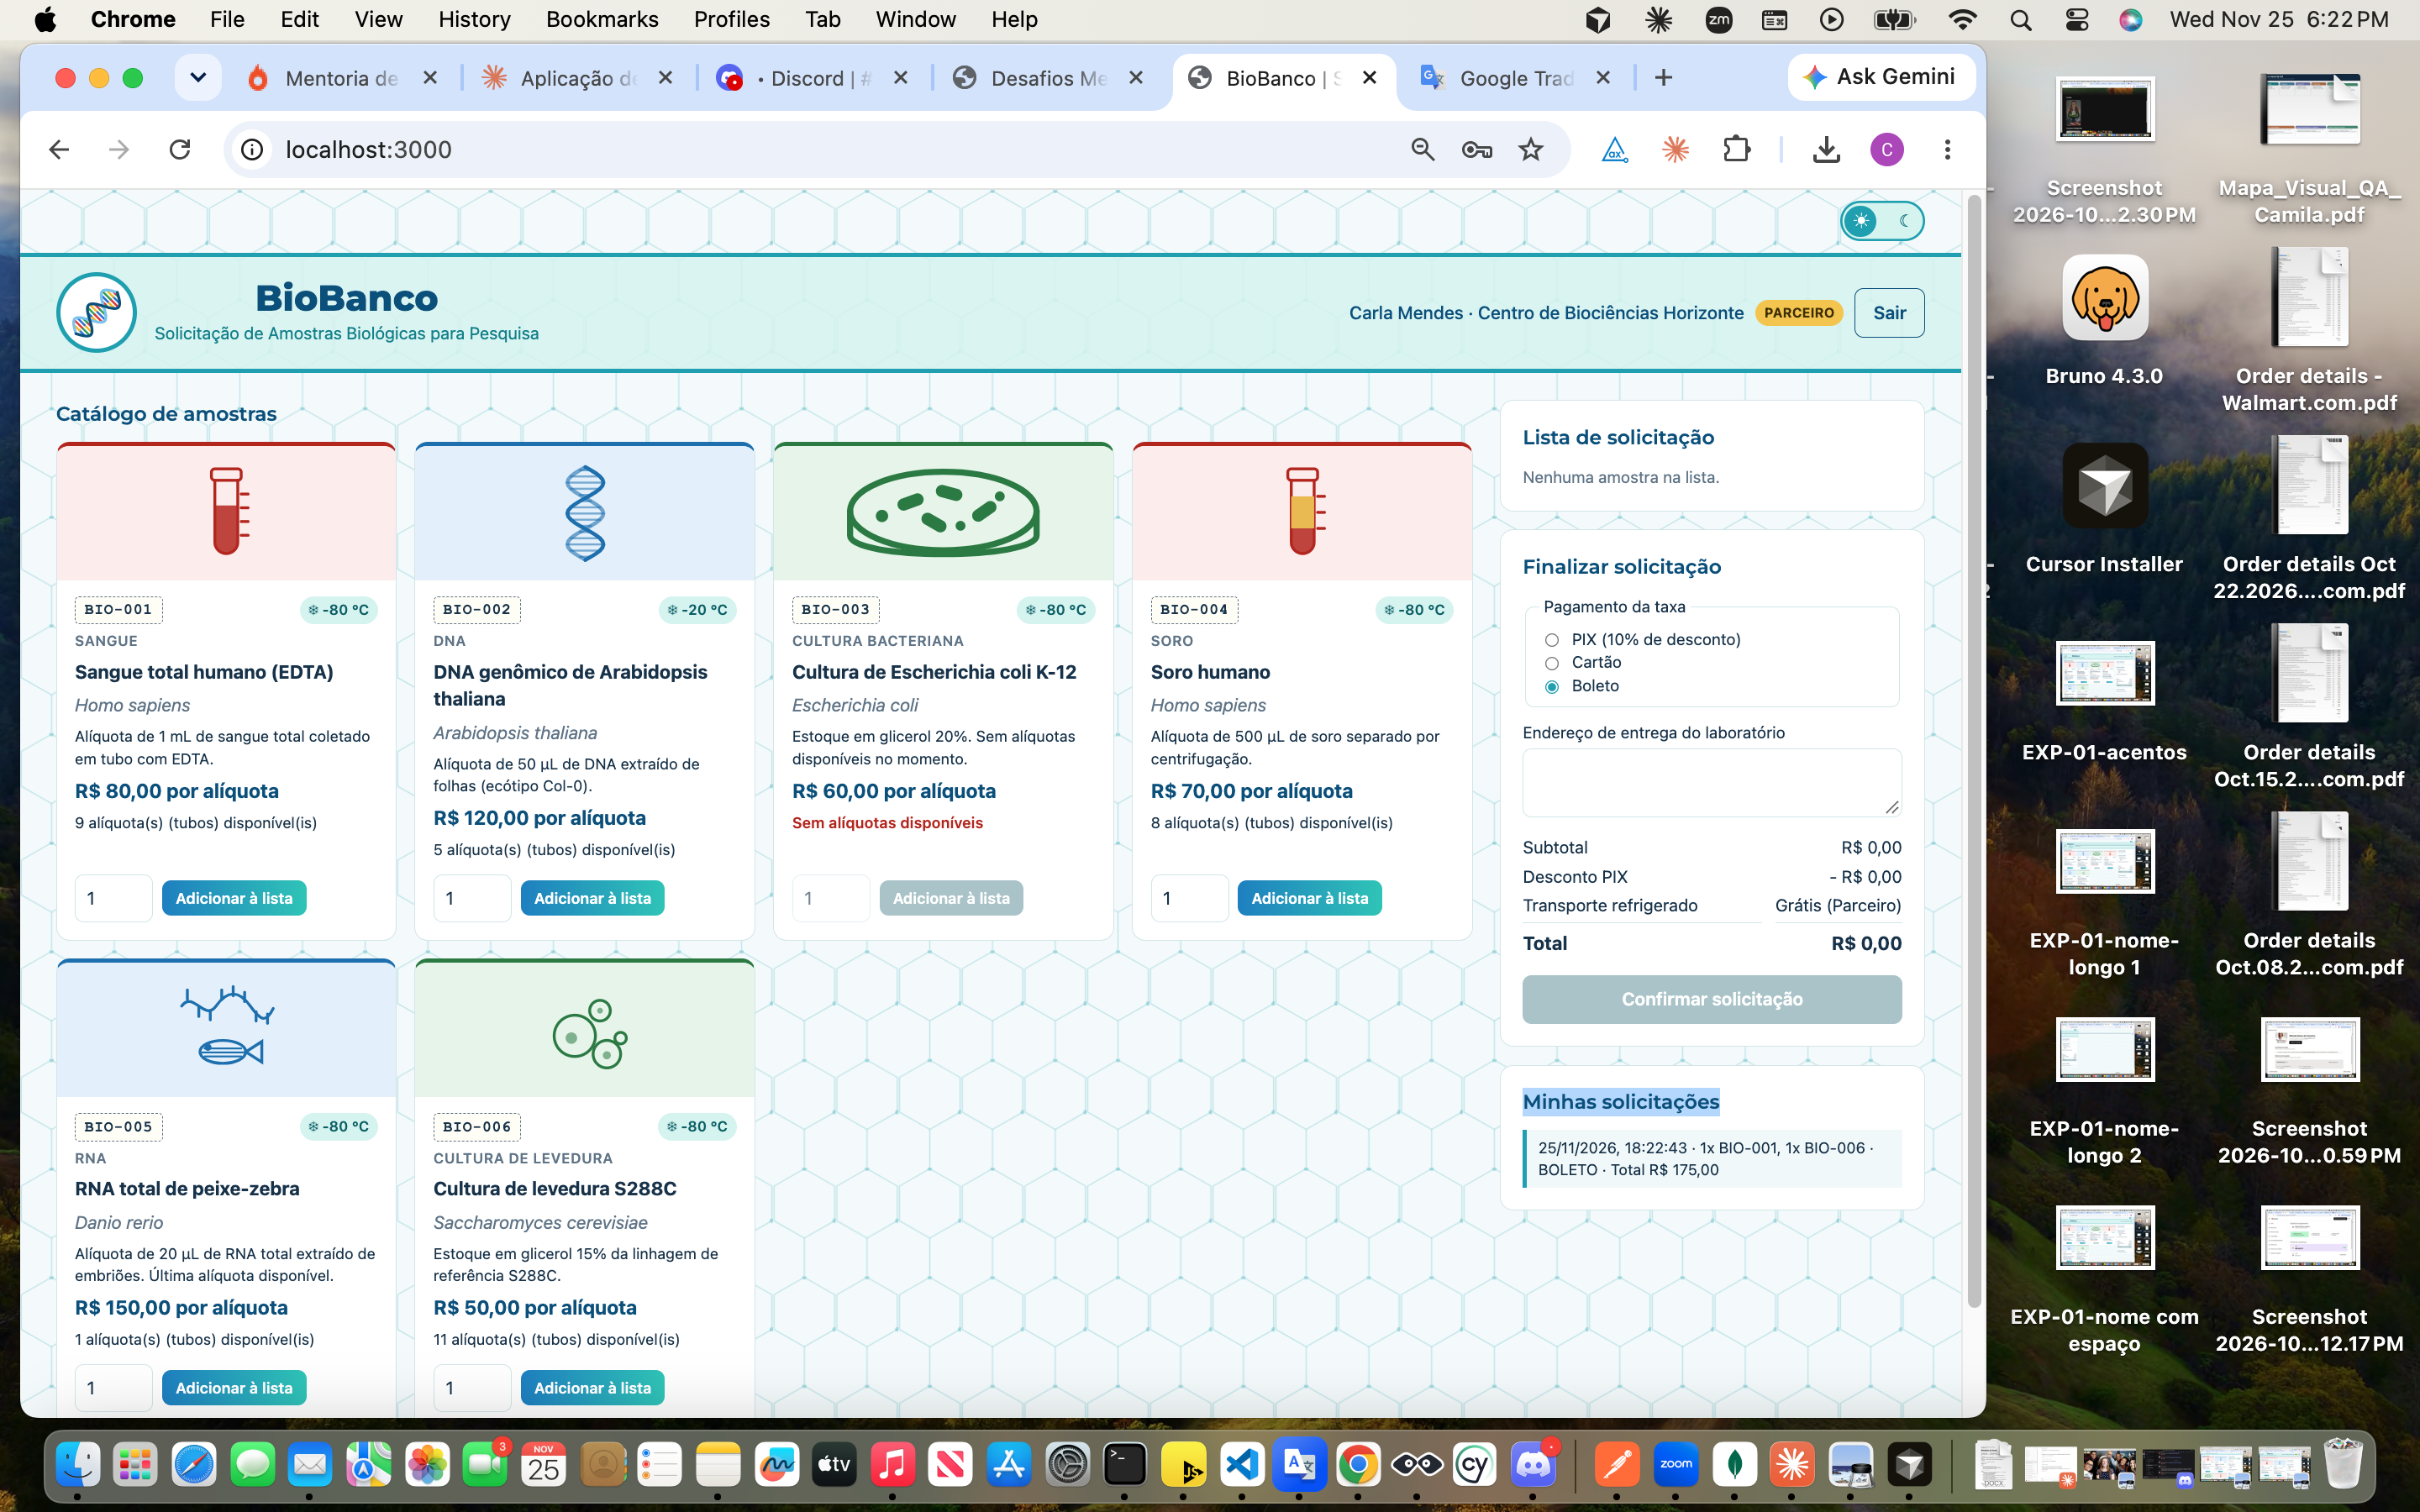 Chrome File Edit View History Bookmarks Profiles Tab Window Help
zm
Wed Nov 25 6:22 PM
Mentoria de
Aplicação de
• Discord | #
Desafios Me
BioBanco | S
Google Trad
Ask Gemini
localhost:3000
C
BioBanco
Solicitação de Amostras Biológicas para Pesquisa
Carla Mendes · Centro de Biociências Horizonte
PARCEIRO
Sair
Catálogo de amostras
BIO-001
-80 °C
SANGUE
Sangue total humano (EDTA)
Homo sapiens
Alíquota de 1 mL de sangue total coletado
em tubo com EDTA.
R$ 80,00 por alíquota
9 alíquota(s) (tubos) disponível(is)
1
Adicionar à lista
BIO-002
-20 °C
DNA
DNA genômico de Arabidopsis
thaliana
Arabidopsis thaliana
Alíquota de 50 µL de DNA extraído de
folhas (ecótipo Col-0).
R$ 120,00 por alíquota
5 alíquota(s) (tubos) disponível(is)
1
Adicionar à lista
BIO-003
-80 °C
CULTURA BACTERIANA
Cultura de Escherichia coli K-12
Escherichia coli
Estoque em glicerol 20%. Sem alíquotas
disponíveis no momento.
R$ 60,00 por alíquota
Sem alíquotas disponíveis
1
Adicionar à lista
BIO-004
-80 °C
SORO
Soro humano
Homo sapiens
Alíquota de 500 µL de soro separado por
centrifugação.
R$ 70,00 por alíquota
8 alíquota(s) (tubos) disponível(is)
1
Adicionar à lista
BIO-005
-80 °C
RNA
RNA total de peixe-zebra
Danio rerio
Alíquota de 20 µL de RNA total extraído de
embriões. Última alíquota disponível.
R$ 150,00 por alíquota
1 alíquota(s) (tubos) disponível(is)
1
Adicionar à lista
BIO-006
-80 °C
CULTURA DE LEVEDURA
Cultura de levedura S288C
Saccharomyces cerevisiae
Estoque em glicerol 15% da linhagem de
referência S288C.
R$ 50,00 por alíquota
11 alíquota(s) (tubos) disponível(is)
1
Adicionar à lista
Lista de solicitação
Nenhuma amostra na lista.
Finalizar solicitação
Pagamento da taxa
PIX (10% de desconto)
Cartão
Boleto
Endereço de entrega do laboratório
Subtotal R$ 0,00
Desconto PIX - R$ 0,00
Transporte refrigerado Grátis (Parceiro)
Total R$ 0,00
Confirmar solicitação
Minhas solicitações
25/11/2026, 18:22:43 · 1x BIO-001, 1x BIO-006 ·
BOLETO · Total R$ 175,00
Screenshot
2026-10...2.30 PM
Mapa_Visual_QA_
Camila.pdf
Bruno 4.3.0
Order details -
Walmart.com.pdf
Cursor Installer
Order details Oct
22.2026....com.pdf
EXP-01-acentos
Order details
Oct.15.2....com.pdf
EXP-01-nome-
longo 1
Order details
Oct.08.2...com.pdf
EXP-01-nome-
longo 2
Screenshot
2026-10...0.59 PM
EXP-01-nome com
espaço
Screenshot
2026-10...12.17 PM
3
NOV
25
tv
JS
cy
zoom
DOCX